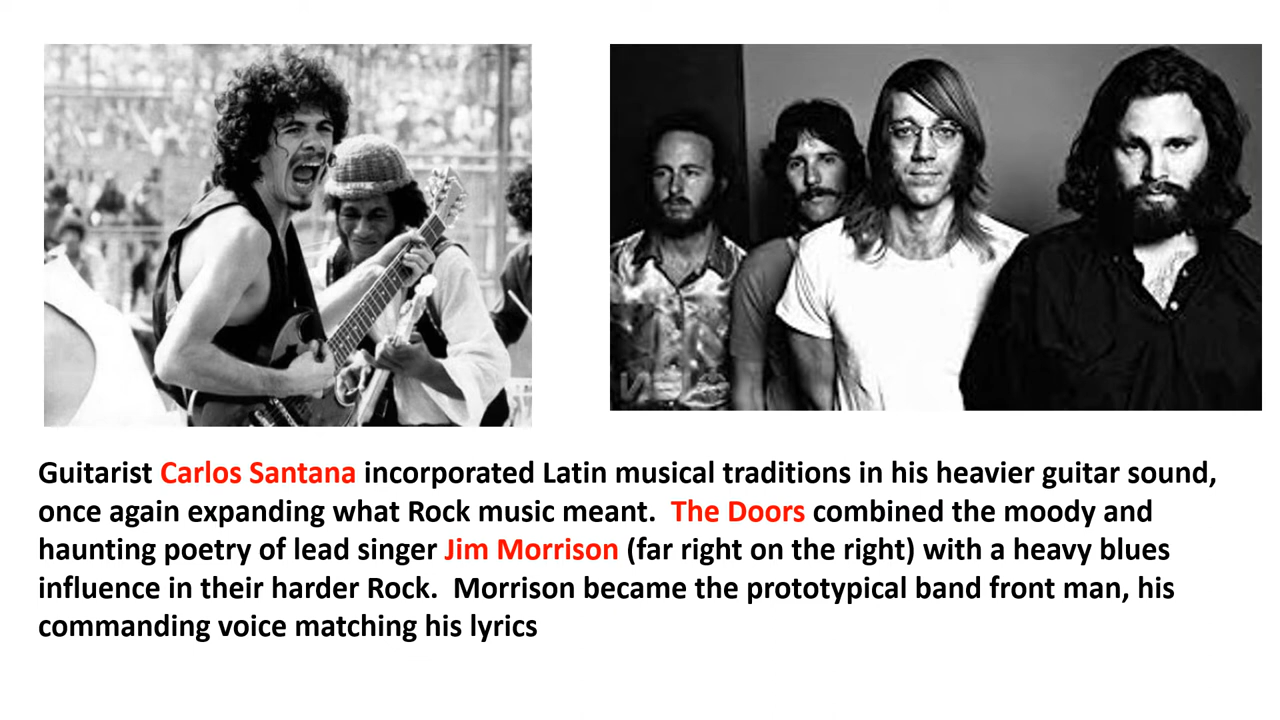 Guitarist Carlos Santana incorporated Latin musical traditions in his heavier guitar sound,
once again expanding what Rock music meant.  The Doors combined the moody and
haunting poetry of lead singer Jim Morrison (far right on the right) with a heavy blues
influence in their harder Rock.  Morrison became the prototypical band front man, his
commanding voice matching his lyrics